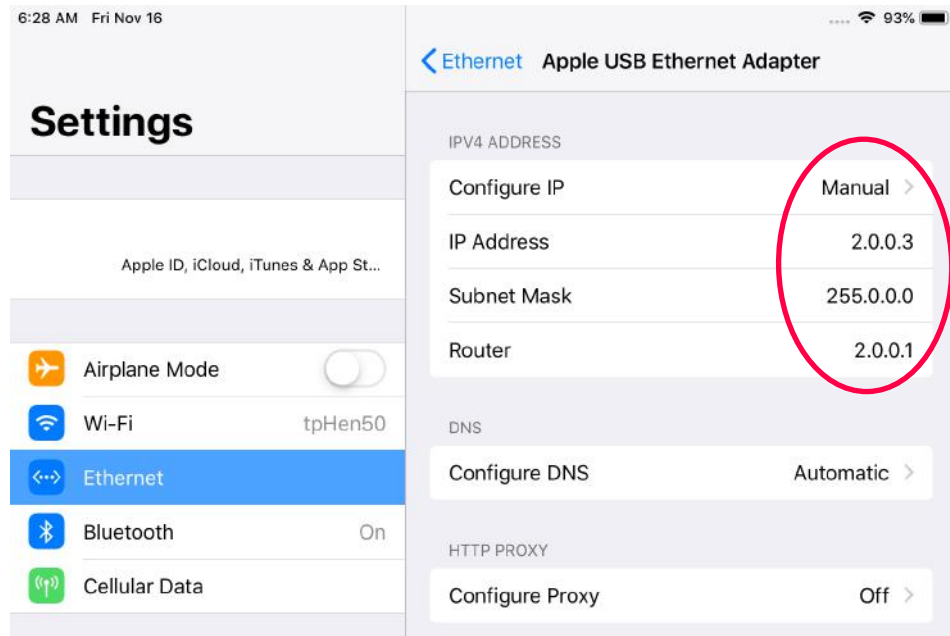 6:28 AM Fri Nov 16
93%
Settings
Apple ID, iCloud, iTunes & App St...
Airplane Mode
Wi-Fi tpHen50
Ethernet
Bluetooth On
Cellular Data
Ethernet Apple USB Ethernet Adapter
IPV4 ADDRESS
Configure IP Manual
IP Address 2.0.0.3
Subnet Mask 255.0.0.0
Router 2.0.0.1
DNS
Configure DNS Automatic
HTTP PROXY
Configure Proxy Off